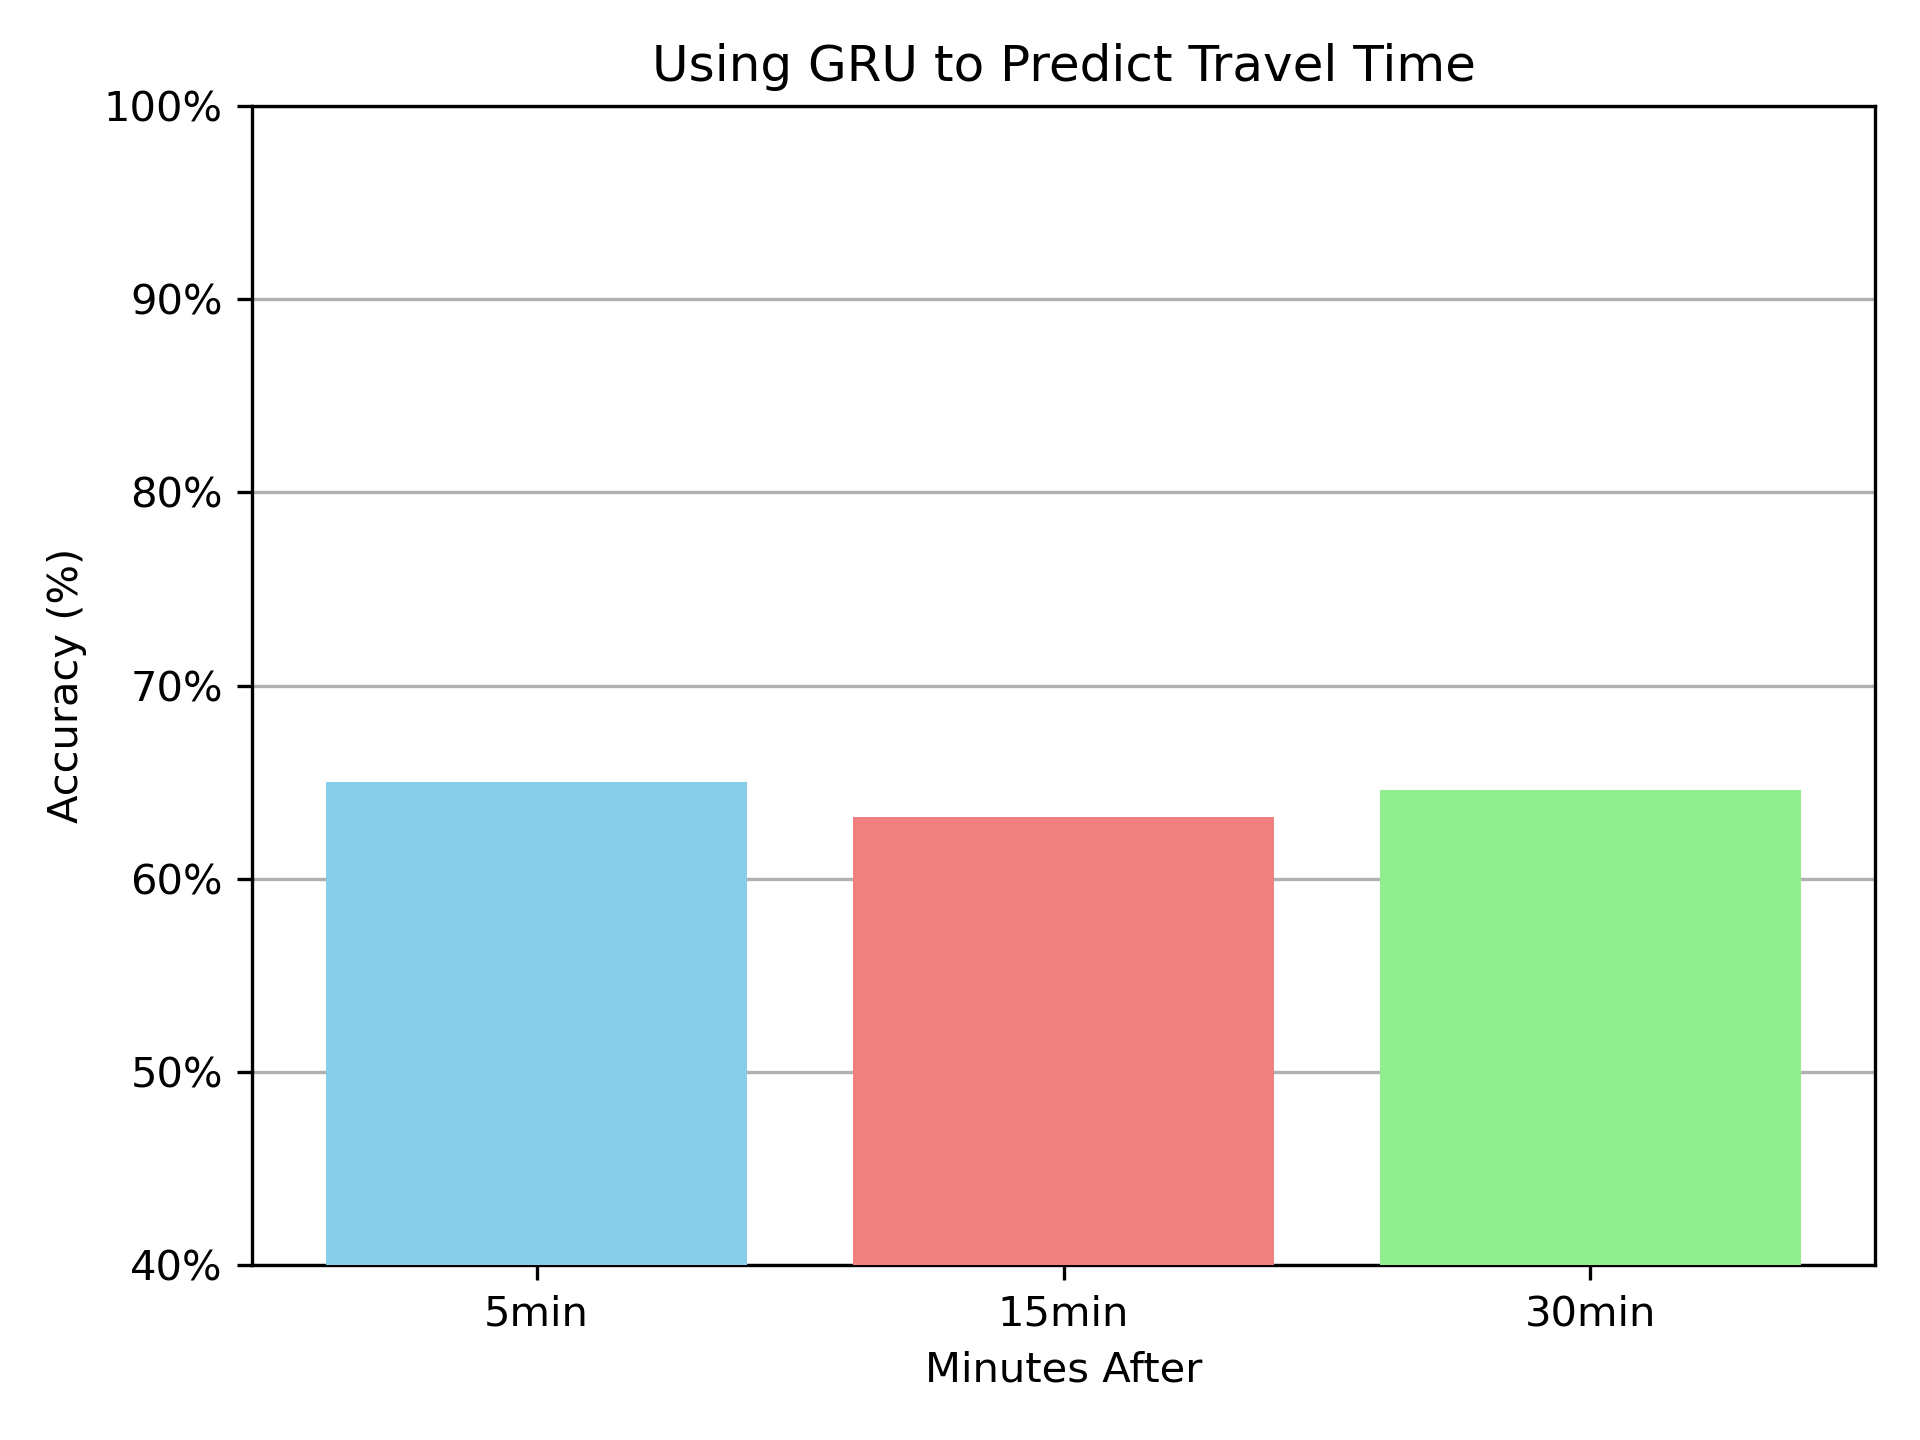 Using GRU to Predict Travel Time
100%
90%
80%
70%
60%
50%
40%
Accuracy (%)
5min
15min
30min
Minutes After